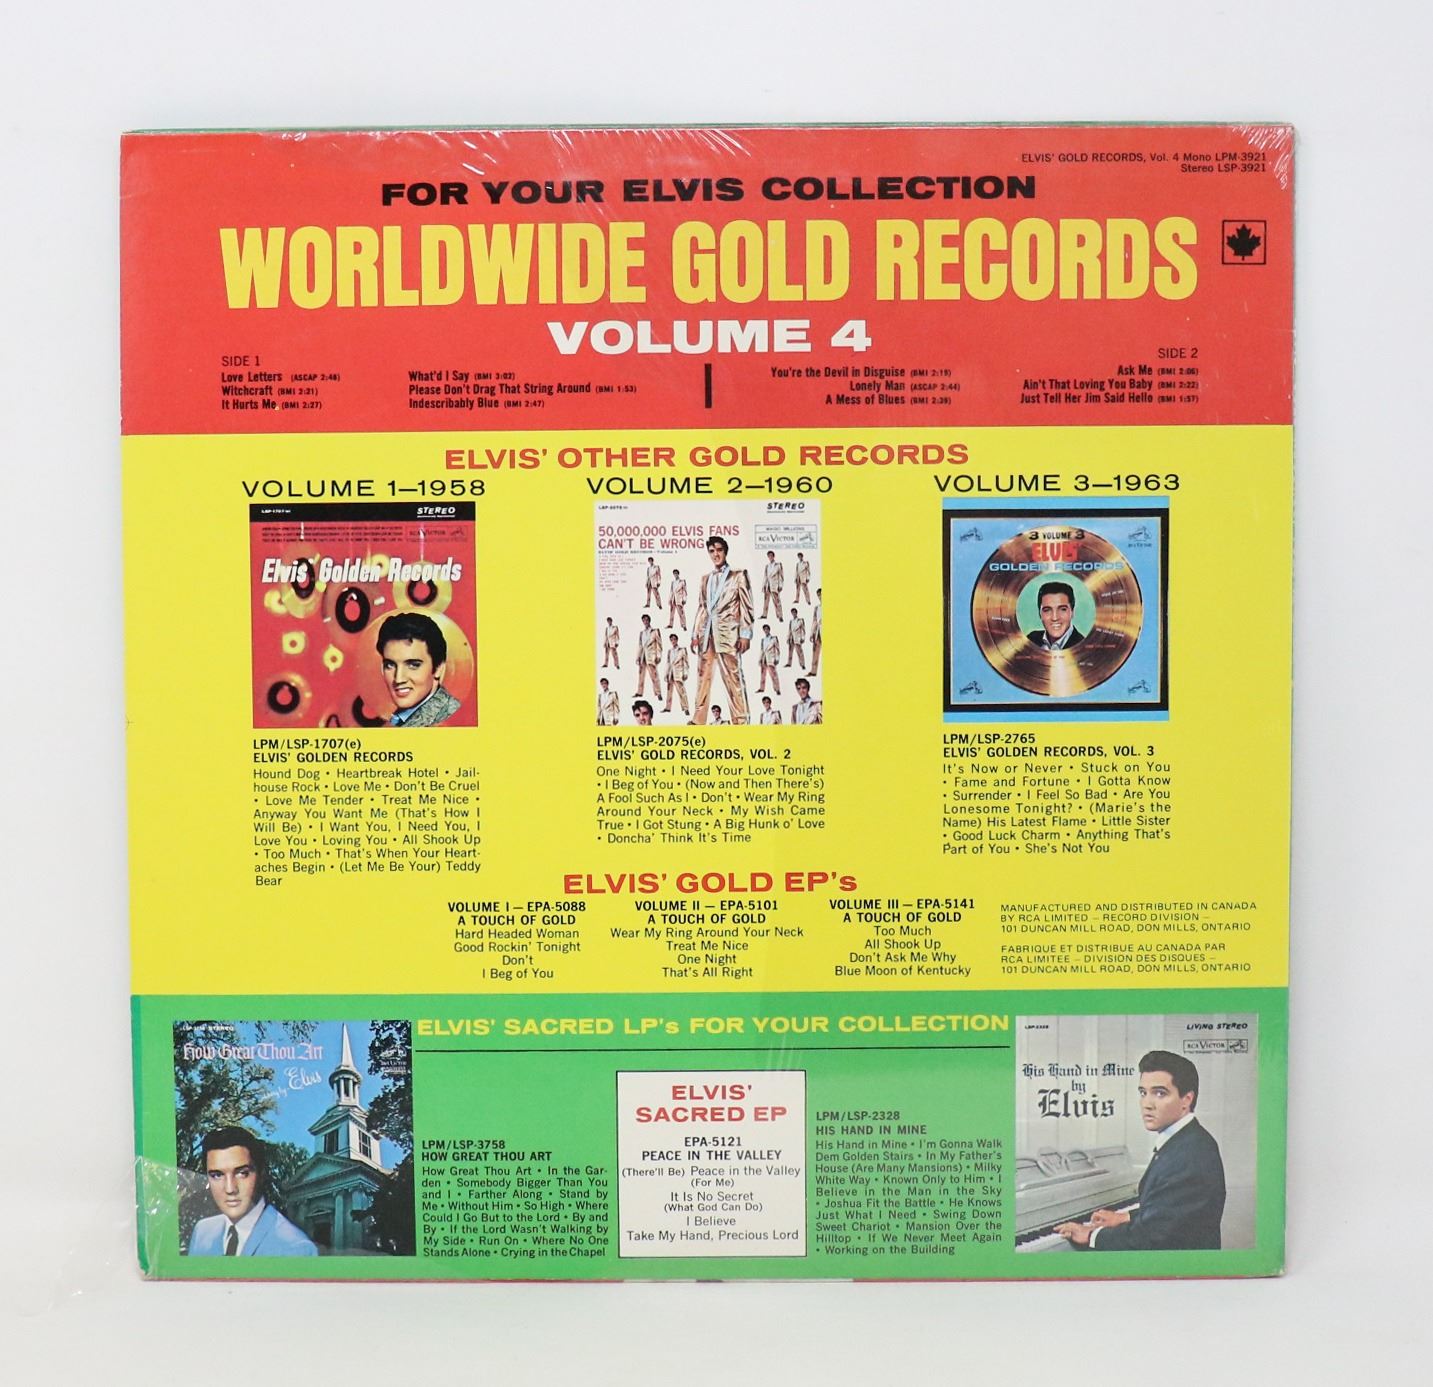 ELVIS' GOLD RECORDS, Vol. 4 Mono LPM-3921
Stereo LSP-3921
FOR YOUR ELVIS COLLECTION
WORLDWIDE GOLD RECORDS
VOLUME 4
SIDE 1
Love Letters (ASCAP 2:48)
Witchcraft (BMI 2:21)
It Hurts Me (BMI 2:27)
What'd I Say (BMI 3:02)
Please Don't Drag That String Around (BMI 1:53)
Indescribably Blue (BMI 2:47)
SIDE 2
You're the Devil in Disguise (BMI 2:19)
Lonely Man (ASCAP 2:44)
A Mess of Blues (BMI 2:39)
Ask Me (BMI 2:06)
Ain't That Loving You Baby (BMI 2:22)
Just Tell Her Jim Said Hello (BMI 1:57)
ELVIS' OTHER GOLD RECORDS
VOLUME 1—1958
LSP-1707(e)
STEREO
RCA VICTOR
Elvis' Golden Records
LPM/LSP-1707(e)
ELVIS' GOLDEN RECORDS
Hound Dog • Heartbreak Hotel • Jail-
house Rock • Love Me • Don't Be Cruel
• Love Me Tender • Treat Me Nice •
Anyway You Want Me (That's How I
Will Be) • I Want You, I Need You, I
Love You • Loving You • All Shook Up
• Too Much • That's When Your Heart-
aches Begin • (Let Me Be Your) Teddy
Bear
VOLUME 2—1960
STEREO
50,000,000 ELVIS FANS
CAN'T BE WRONG
RCA VICTOR
LPM/LSP-2075(e)
ELVIS' GOLD RECORDS, VOL. 2
One Night • I Need Your Love Tonight
• I Beg of You • (Now and Then There's)
A Fool Such As I • Don't • Wear My Ring
Around Your Neck • My Wish Came
True • I Got Stung • A Big Hunk o' Love
• Doncha' Think It's Time
VOLUME 3—1963
3 VOLUME 3
ELVIS'
GOLDEN RECORDS
LPM/LSP-2765
ELVIS' GOLDEN RECORDS, VOL. 3
It's Now or Never • Stuck on You
• Fame and Fortune • I Gotta Know
• Surrender • I Feel So Bad • Are You
Lonesome Tonight? • (Marie's the
Name) His Latest Flame • Little Sister
• Good Luck Charm • Anything That's
Part of You • She's Not You
ELVIS' GOLD EP's
VOLUME I — EPA-5088
A TOUCH OF GOLD
Hard Headed Woman
Good Rockin' Tonight
Don't
I Beg of You
VOLUME II — EPA-5101
A TOUCH OF GOLD
Wear My Ring Around Your Neck
Treat Me Nice
One Night
That's All Right
VOLUME III — EPA-5141
A TOUCH OF GOLD
Too Much
All Shook Up
Don't Ask Me Why
Blue Moon of Kentucky
MANUFACTURED AND DISTRIBUTED IN CANADA
BY RCA LIMITED – RECORD DIVISION –
101 DUNCAN MILL ROAD, DON MILLS, ONTARIO
FABRIQUE ET DISTRIBUE AU CANADA PAR
RCA LIMITEE – DIVISION DES DISQUES –
101 DUNCAN MILL ROAD, DON MILLS, ONTARIO
ELVIS' SACRED LP's FOR YOUR COLLECTION
STEREO
How Great Thou Art
Elvis
LPM/LSP-3758
HOW GREAT THOU ART
How Great Thou Art • In the Gar-
den • Somebody Bigger Than You
and I • Farther Along • Stand by
Me • Without Him • So High • Where
Could I Go But to the Lord • By and
By • If the Lord Wasn't Walking by
My Side • Run On • Where No One
Stands Alone • Crying in the Chapel
ELVIS'
SACRED EP
EPA-5121
PEACE IN THE VALLEY
(There'll Be) Peace in the Valley
(For Me)
It Is No Secret
(What God Can Do)
I Believe
Take My Hand, Precious Lord
LPM/LSP-2328
HIS HAND IN MINE
His Hand in Mine • I'm Gonna Walk
Dem Golden Stairs • In My Father's
House (Are Many Mansions) • Milky
White Way • Known Only to Him • I
Believe in the Man in the Sky
• Joshua Fit the Battle • He Knows
Just What I Need • Swing Down
Sweet Chariot • Mansion Over the
Hilltop • If We Never Meet Again
• Working on the Building
LSP-2328
LIVING STEREO
RCA VICTOR
His Hand in Mine
by
Elvis